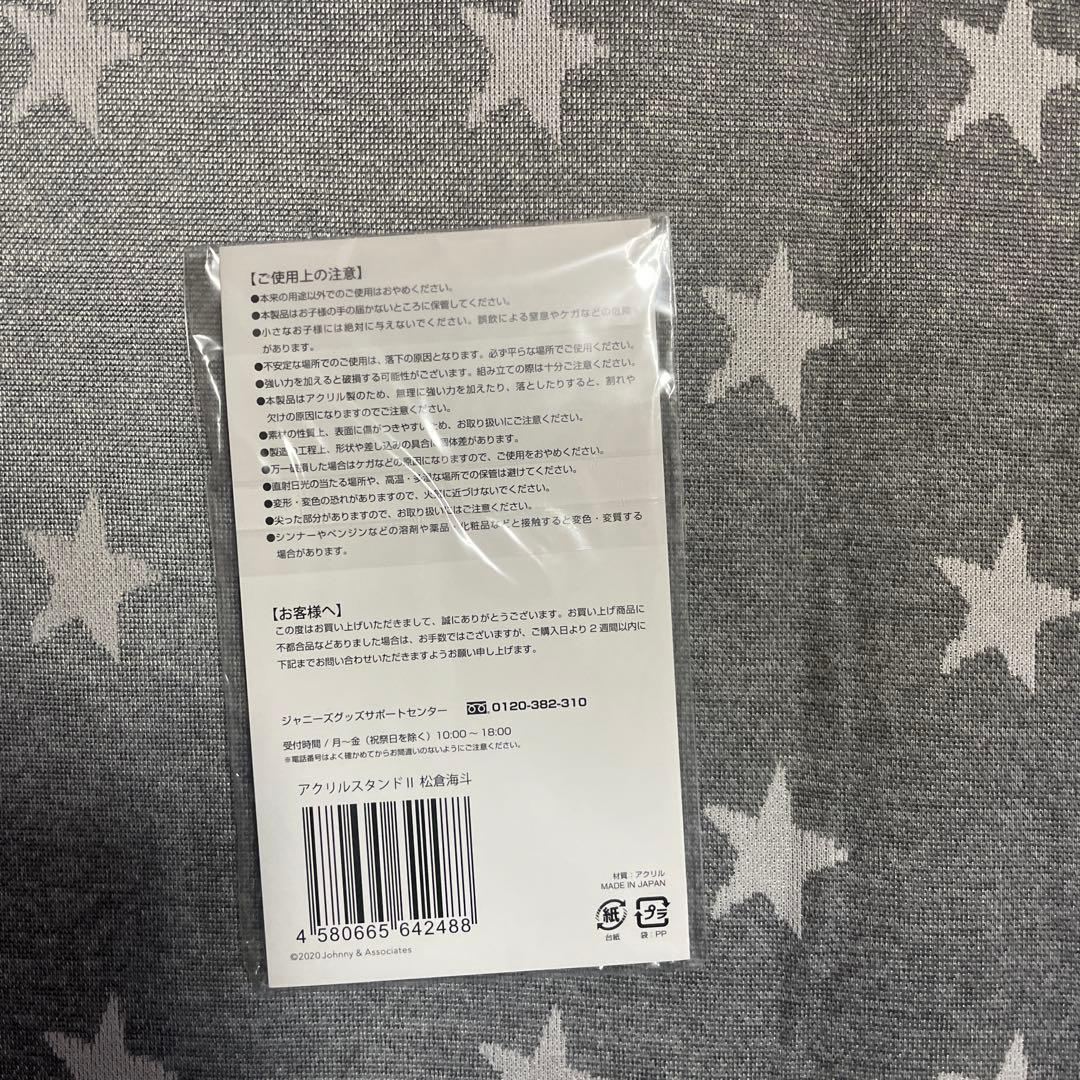 【ご使用上の注意】
●本来の用途以外でのご使用はおやめください。
●本製品はお子様の手の届かないところに保管してください。
●小さなお子様には絶対に与えないでください。誤飲による窒息やケガなどの危険
があります。
●不安定な場所でのご使用は、落下の原因となります。必ず平らな場所でご使用ください。
●強い力を加えると破損する可能性がございます。組み立ての際は十分ご注意ください。
●本製品はアクリル製のため、無理に強い力を加えたり、落としたりすると、割れや
欠けの原因になりますのでご注意ください。
●素材の性質上、表面に傷がつきやすいため、お取り扱いにご注意ください。
●製造の工程上、形状や差し込みの具合に個体差があります。
●万一破損した場合はケガなどの原因になりますので、ご使用をおやめください。
●直射日光の当たる場所や、高温・多湿な場所での保管は避けてください。
●変形・変色の恐れがありますので、火気に近づけないでください。
●尖った部分がありますので、お取り扱いにはご注意ください。
●シンナーやベンジンなどの溶剤や薬品・化粧品などと接触すると変色・変質する
場合があります。
【お客様へ】
この度はお買い上げいただきまして、誠にありがとうございます。お買い上げ商品に
不都合品などありました場合は、お手数ではございますが、ご購入日より2週間以内に
下記までお問い合わせいただきますようお願い申し上げます。
ジャニーズグッズサポートセンター 0120-382-310
受付時間 / 月〜金（祝祭日を除く）10:00〜18:00
※電話番号はよく確かめてからお間違いのないようにご注意ください。
アクリルスタンドⅡ 松倉海斗
4 580665 642488
©2020 Johnny & Associates
材質：アクリル
MADE IN JAPAN
紙 プラ
台紙 袋：PP